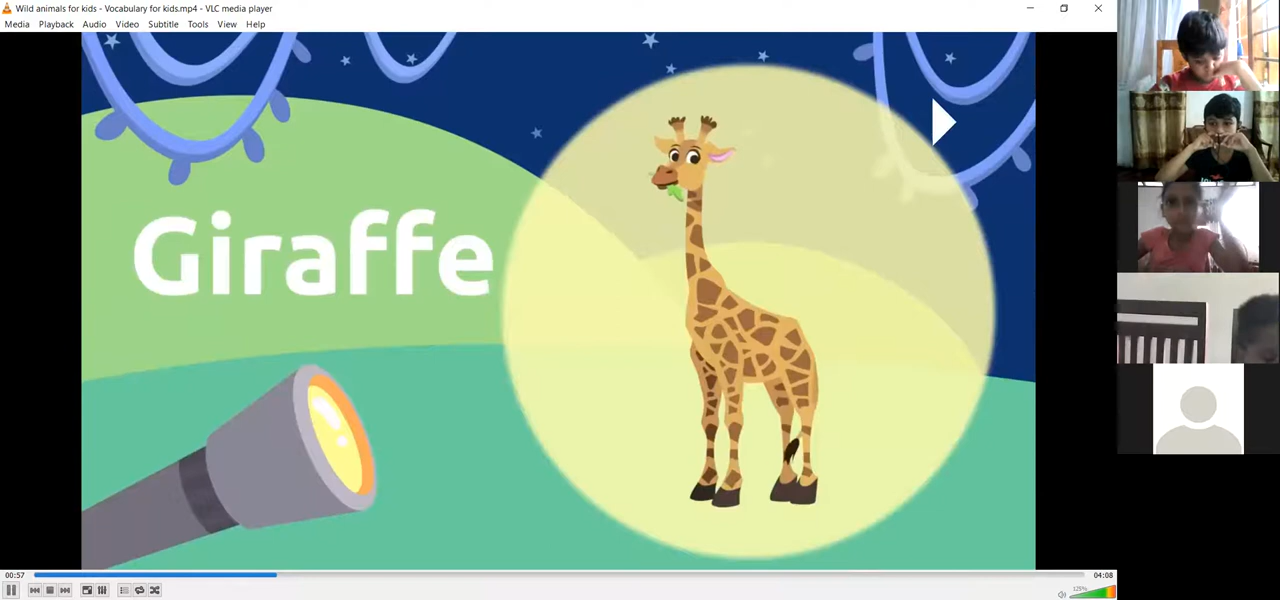 Wild animals for kids - Vocabulary for kids.mp4 - VLC media player
Media Playback Audio Video Subtitle Tools View Help
Giraffe
00:57
04:08
125%